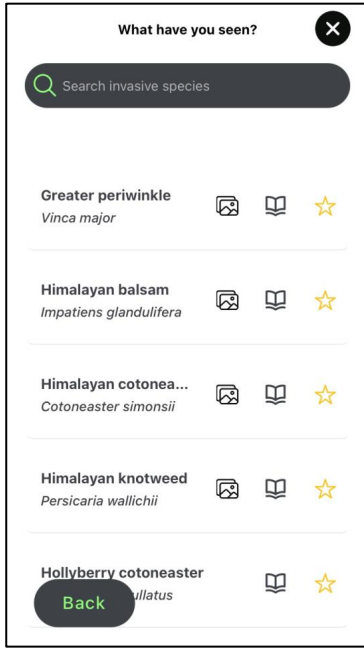 What have you seen?
Search invasive species
Greater periwinkle
Vinca major
Himalayan balsam
Impatiens glandulifera
Himalayan cotonea...
Cotoneaster simonsii
Himalayan knotweed
Persicaria wallichii
Hollyberry cotoneaster
Back